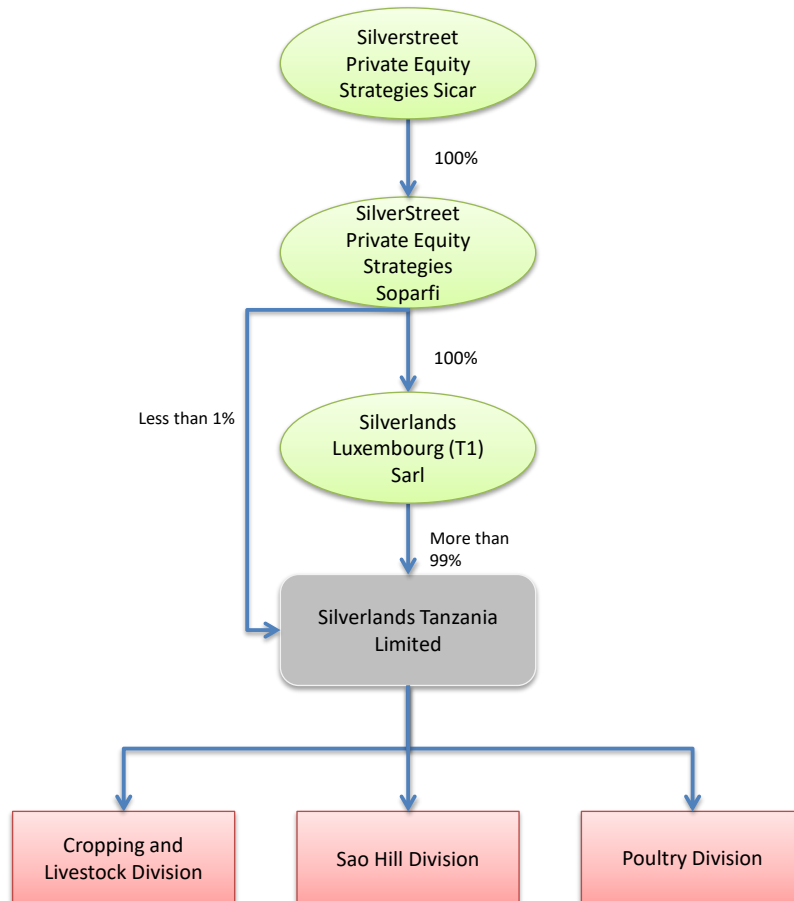 Silverstreet
Private Equity
Strategies Sicar
100%
SilverStreet
Private Equity
Strategies
Soparfi
100%
Less than 1%
Silverlands
Luxembourg (T1)
Sarl
More than
99%
Silverlands Tanzania
Limited
Cropping and
Livestock Division
Sao Hill Division
Poultry Division